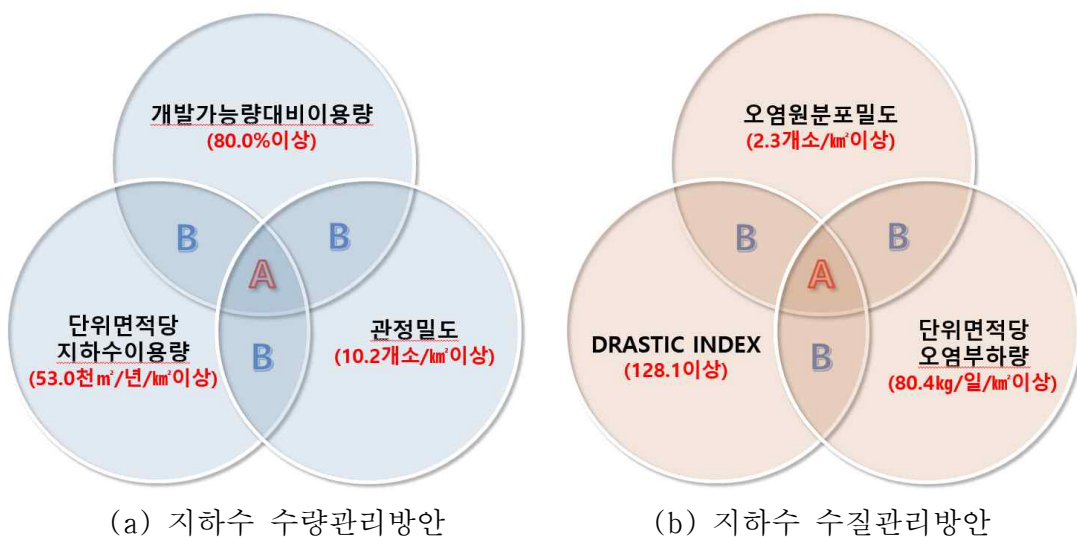 개발가능량대비이용량
(80.0%이상)
B
B
A
단위면적당
지하수이용량
(53.0천㎥/년/㎢이상)
관정밀도
(10.2개소/㎢이상)
B
(a) 지하수 수량관리방안
오염원분포밀도
(2.3개소/㎢이상)
B
B
A
DRASTIC INDEX
(128.1이상)
단위면적당
오염부하량
(80.4kg/일/㎢이상)
B
(b) 지하수 수질관리방안